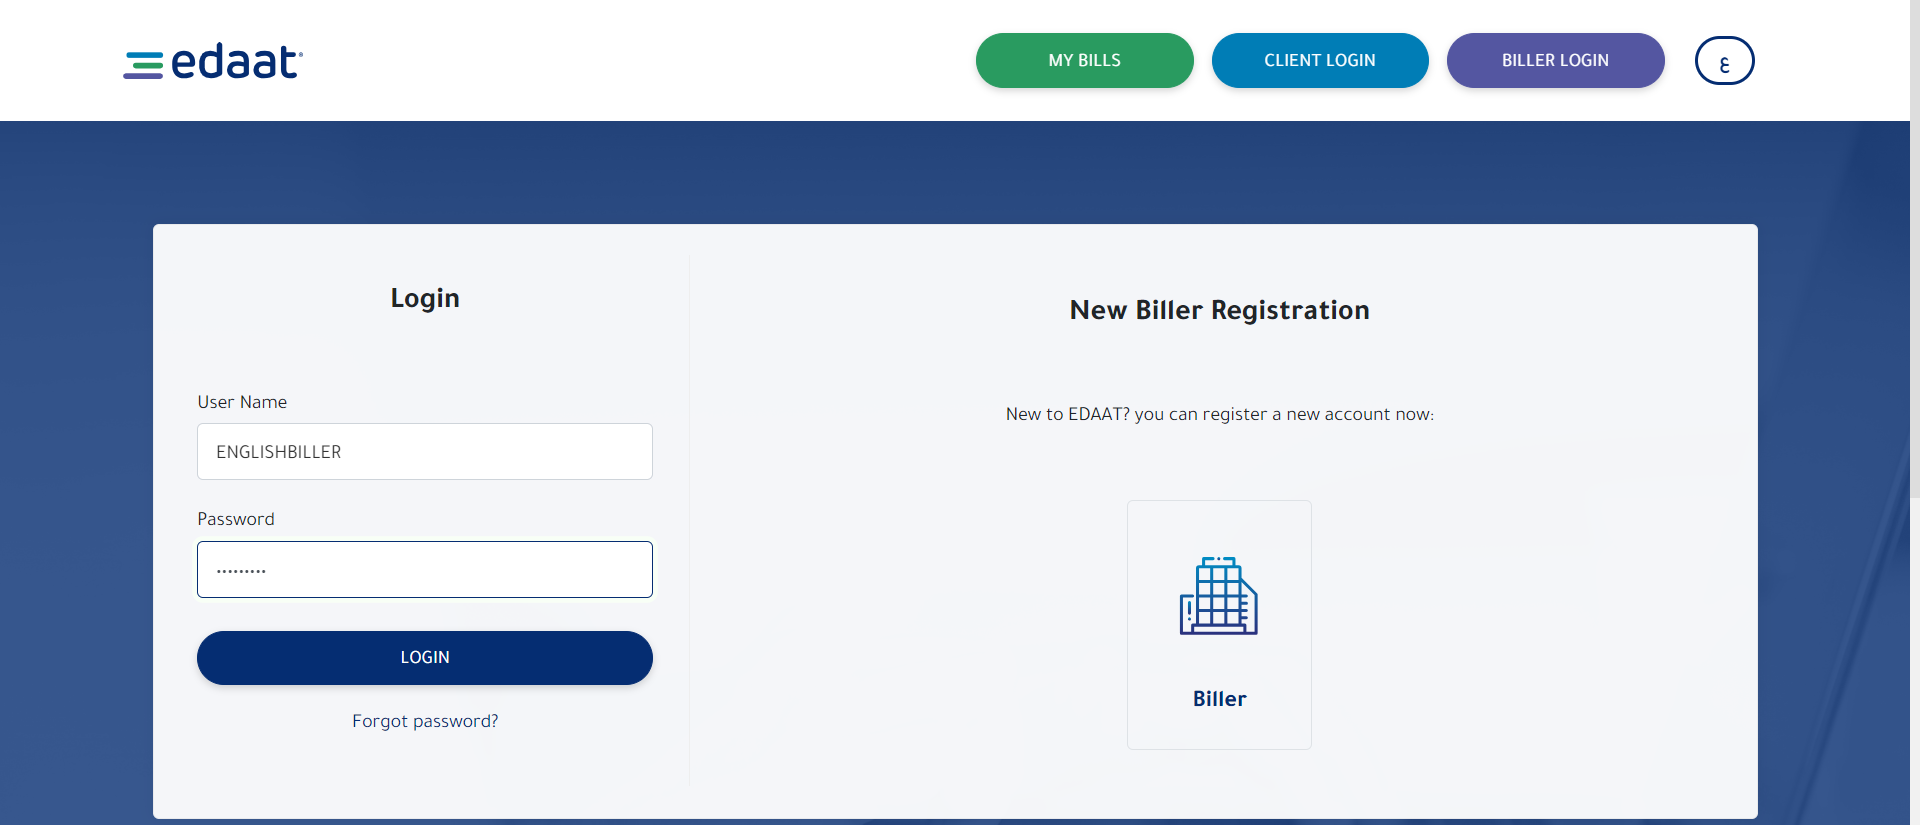 edaat
MY BILLS
CLIENT LOGIN
BILLER LOGIN
ع
Login
User Name
ENGLISHBILLER
Password
•••••••••
LOGIN
Forgot password?
New Biller Registration
New to EDAAT? you can register a new account now:
Biller